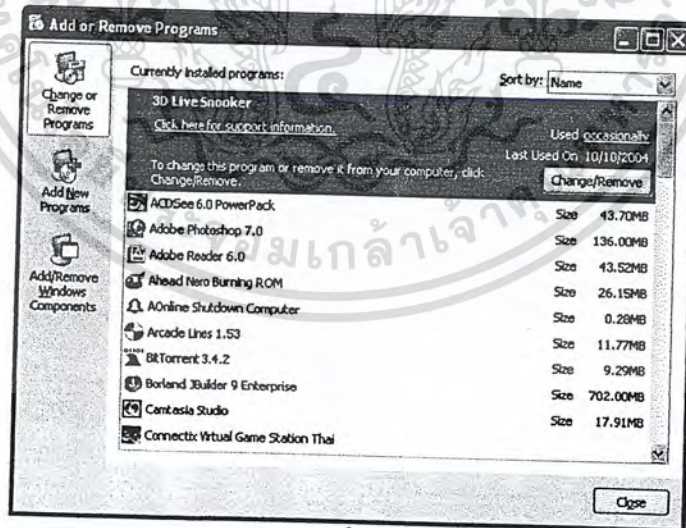 Add or Remove Programs
Change or
Remove
Programs
Add New
Programs
Add/Remove
Windows
Components
Currently installed programs:
Sort by: Name
3D Live Snooker
Click here for support information.
Used occasionally
Last Used On 10/10/2004
To change this program or remove it from your computer, click
Change/Remove.
Change/Remove
ACDSee 6.0 PowerPack Size 43.70MB
Adobe Photoshop 7.0 Size 136.00MB
Adobe Reader 6.0 Size 43.52MB
Ahead Nero Burning ROM Size 26.15MB
AOnline Shutdown Computer Size 0.28MB
Arcade Lines 1.53 Size 11.77MB
BitTorrent 3.4.2 Size 9.29MB
Borland JBuilder 9 Enterprise Size 702.00MB
Camtasia Studio Size 17.91MB
Connectix Virtual Game Station Thai
Close